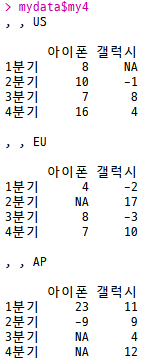 > mydata$my4
, , US
아이폰 갤럭시
1분기 8 NA
2분기 10 -1
3분기 7 8
4분기 16 4
, , EU
아이폰 갤럭시
1분기 4 -2
2분기 NA 17
3분기 8 -3
4분기 7 10
, , AP
아이폰 갤럭시
1분기 23 11
2분기 -9 9
3분기 NA 4
4분기 NA 12